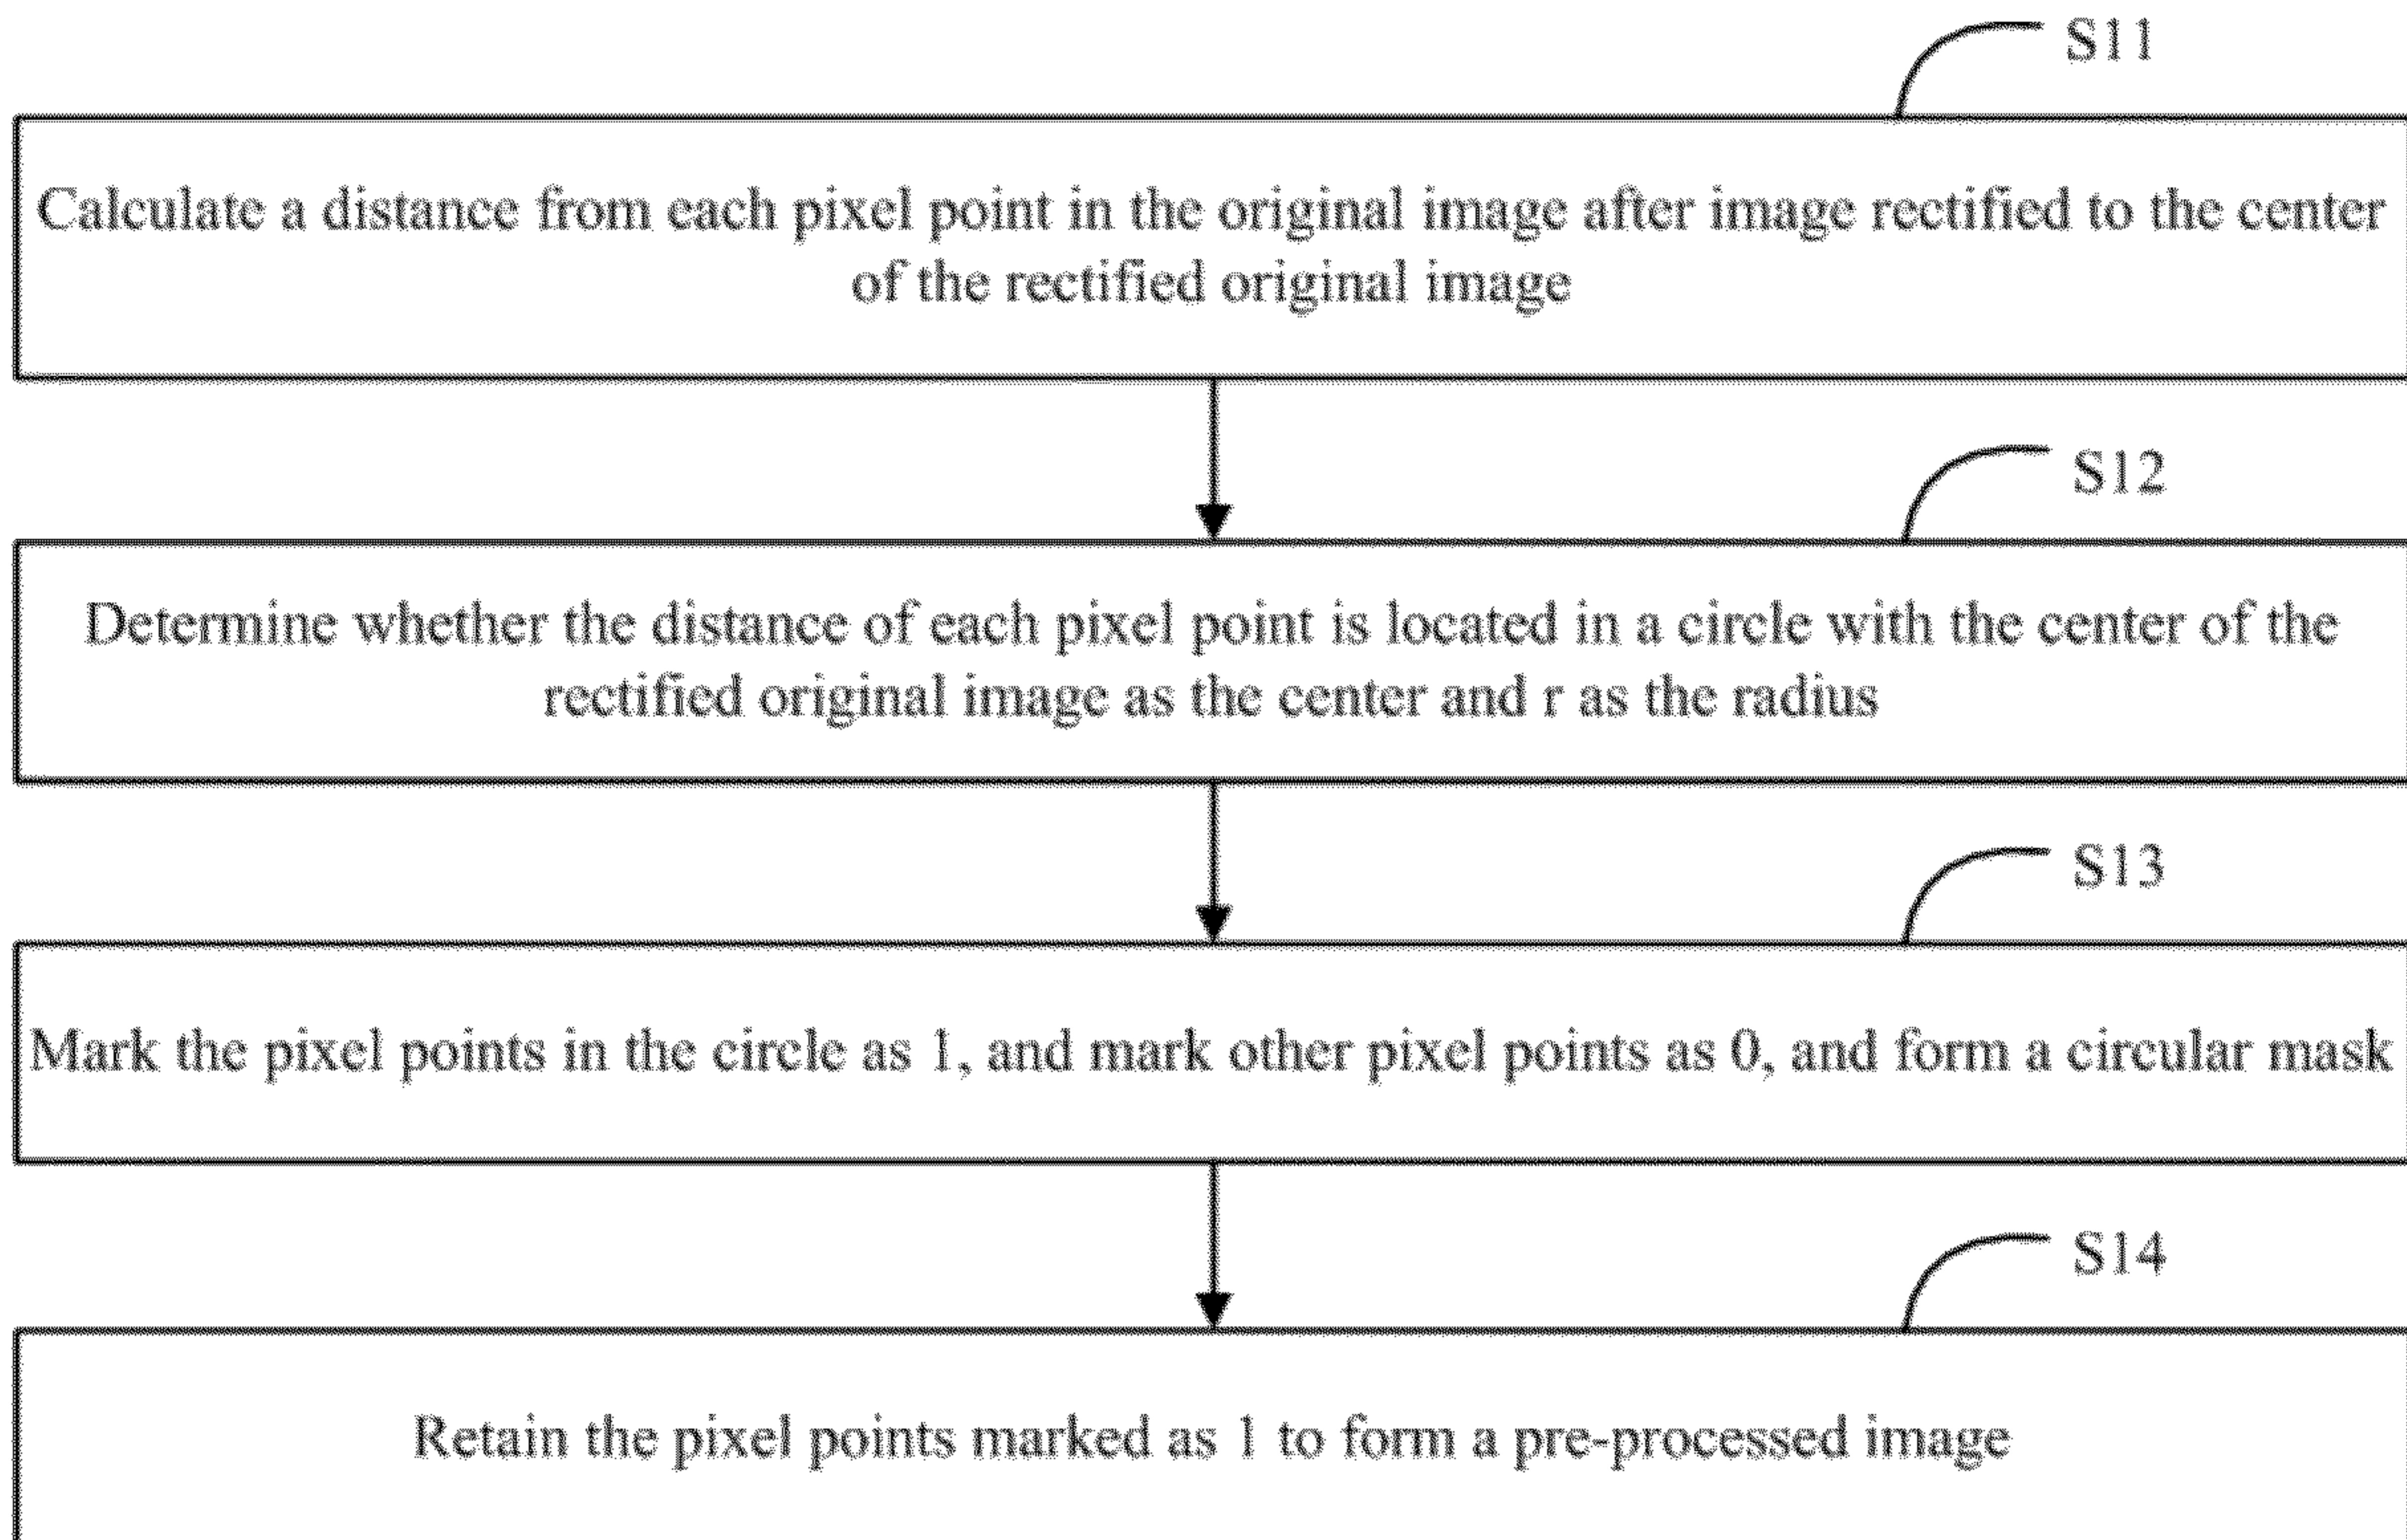 S11
Calculate a distance from each pixel point in the original image after image rectified to the center
of the rectified original image
S12
Determine whether the distance of each pixel point is located in a circle with the center of the
rectified original image as the center and r as the radius
S13
Mark the pixel points in the circle as 1, and mark other pixel points as 0, and form a circular mask
S14
Retain the pixel points marked as 1 to form a pre-processed image